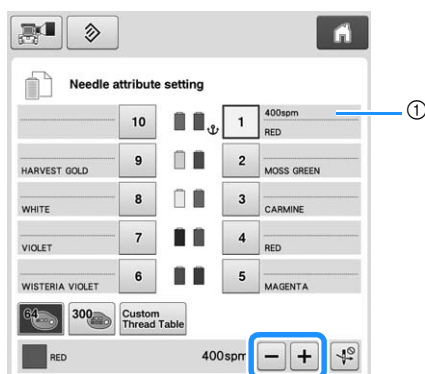 Needle attribute setting
10 1 400spm
RED
①
HARVEST GOLD 9 2 MOSS GREEN
WHITE 8 3 CARMINE
VIOLET 7 4 RED
WISTERIA VIOLET 6 5 MAGENTA
64 300 Custom
Thread Table
RED 400spm − +